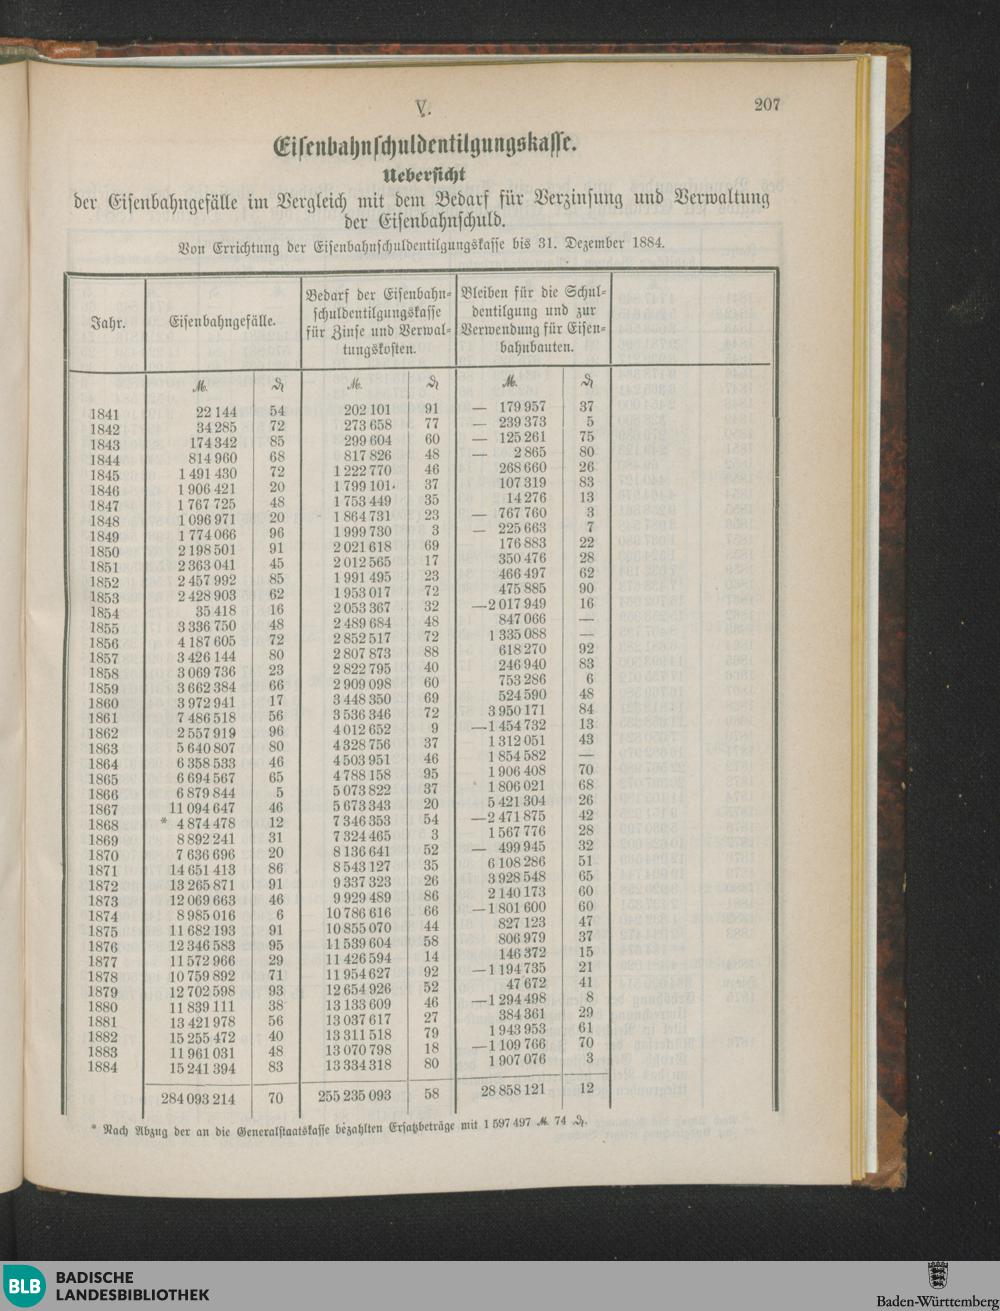 V.
207
Eisenbahnschuldentilgungskasse.
Uebersicht
der Eisenbahngefälle im Vergleich mit dem Bedarf für Verzinsung und Verwaltung
der Eisenbahnschuld.
Von Errichtung der Eisenbahnschuldentilgungskasse bis 31. Dezember 1884.
Jahr. Eisenbahngefälle. Bedarf der Eisenbahn= Bleiben für die Schul=
schuldentilgungskasse dentilgung und zur
für Zinse und Verwal= Verwendung für Eisen=
tungskosten. bahnbauten.
M. ₰ M. ₰ M. ₰
1841 22 144 54 202 101 91 — 179 957 37
1842 34 285 72 273 658 77 — 239 373 5
1843 174 342 85 299 604 60 — 125 261 75
1844 814 960 68 817 826 48 — 2 865 80
1845 1 491 430 72 1 222 770 46 268 660 26
1846 1 906 421 20 1 799 101 37 107 319 83
1847 1 767 725 48 1 753 449 35 14 276 13
1848 1 096 971 20 1 864 731 23 — 767 760 3
1849 1 774 066 96 1 999 730 3 — 225 663 7
1850 2 198 501 91 2 021 618 69 176 883 22
1851 2 363 041 45 2 012 565 17 350 476 28
1852 2 457 992 85 1 991 495 23 466 497 62
1853 2 428 903 62 1 953 017 72 475 885 90
1854 35 418 16 2 053 367 32 —2 017 949 16
1855 3 336 750 48 2 489 684 48 847 066 —
1856 4 187 605 72 2 852 517 72 1 335 088 —
1857 3 426 144 80 2 807 873 88 618 270 92
1858 3 069 736 23 2 822 795 40 246 940 83
1859 3 662 384 66 2 909 098 60 753 286 6
1860 3 972 941 17 3 448 350 69 524 590 48
1861 7 486 518 56 3 536 346 72 3 950 171 84
1862 2 557 919 96 4 012 652 9 —1 454 732 13
1863 5 640 807 80 4 328 756 37 1 312 051 43
1864 6 358 533 46 4 503 951 46 1 854 582 —
1865 6 694 567 65 4 788 158 95 1 906 408 70
1866 6 879 844 5 5 073 822 37 1 806 021 68
1867 11 094 647 46 5 673 343 20 5 421 304 26
1868 * 4 874 478 12 7 346 353 54 —2 471 875 42
1869 8 892 241 31 7 324 465 3 1 567 776 28
1870 7 636 696 20 8 136 641 52 — 499 945 32
1871 14 651 413 86 8 543 127 35 6 108 286 51
1872 13 265 871 91 9 337 323 26 3 928 548 65
1873 12 069 663 46 9 929 489 86 2 140 173 60
1874 8 985 016 6 10 786 616 66 —1 801 600 60
1875 11 682 193 91 10 855 070 44 827 123 47
1876 12 346 583 95 11 539 604 58 806 979 37
1877 11 572 966 29 11 426 594 14 146 372 15
1878 10 759 892 71 11 954 627 92 —1 194 735 21
1879 12 702 598 93 12 654 926 52 47 672 41
1880 11 839 111 38 13 133 609 46 —1 294 498 8
1881 13 421 978 56 13 037 617 27 384 361 29
1882 15 255 472 40 13 311 518 79 1 943 953 61
1883 11 961 031 48 13 070 798 18 —1 109 766 70
1884 15 241 394 83 13 334 318 80 1 907 076 3
284 093 214 70 255 235 093 58 28 858 121 12
* Nach Abzug der an die Generalstaatskasse bezahlten Ersatzbeträge mit 1 597 497 M. 74 ₰.
BLB
BADISCHE
LANDESBIBLIOTHEK
Baden-Württemberg